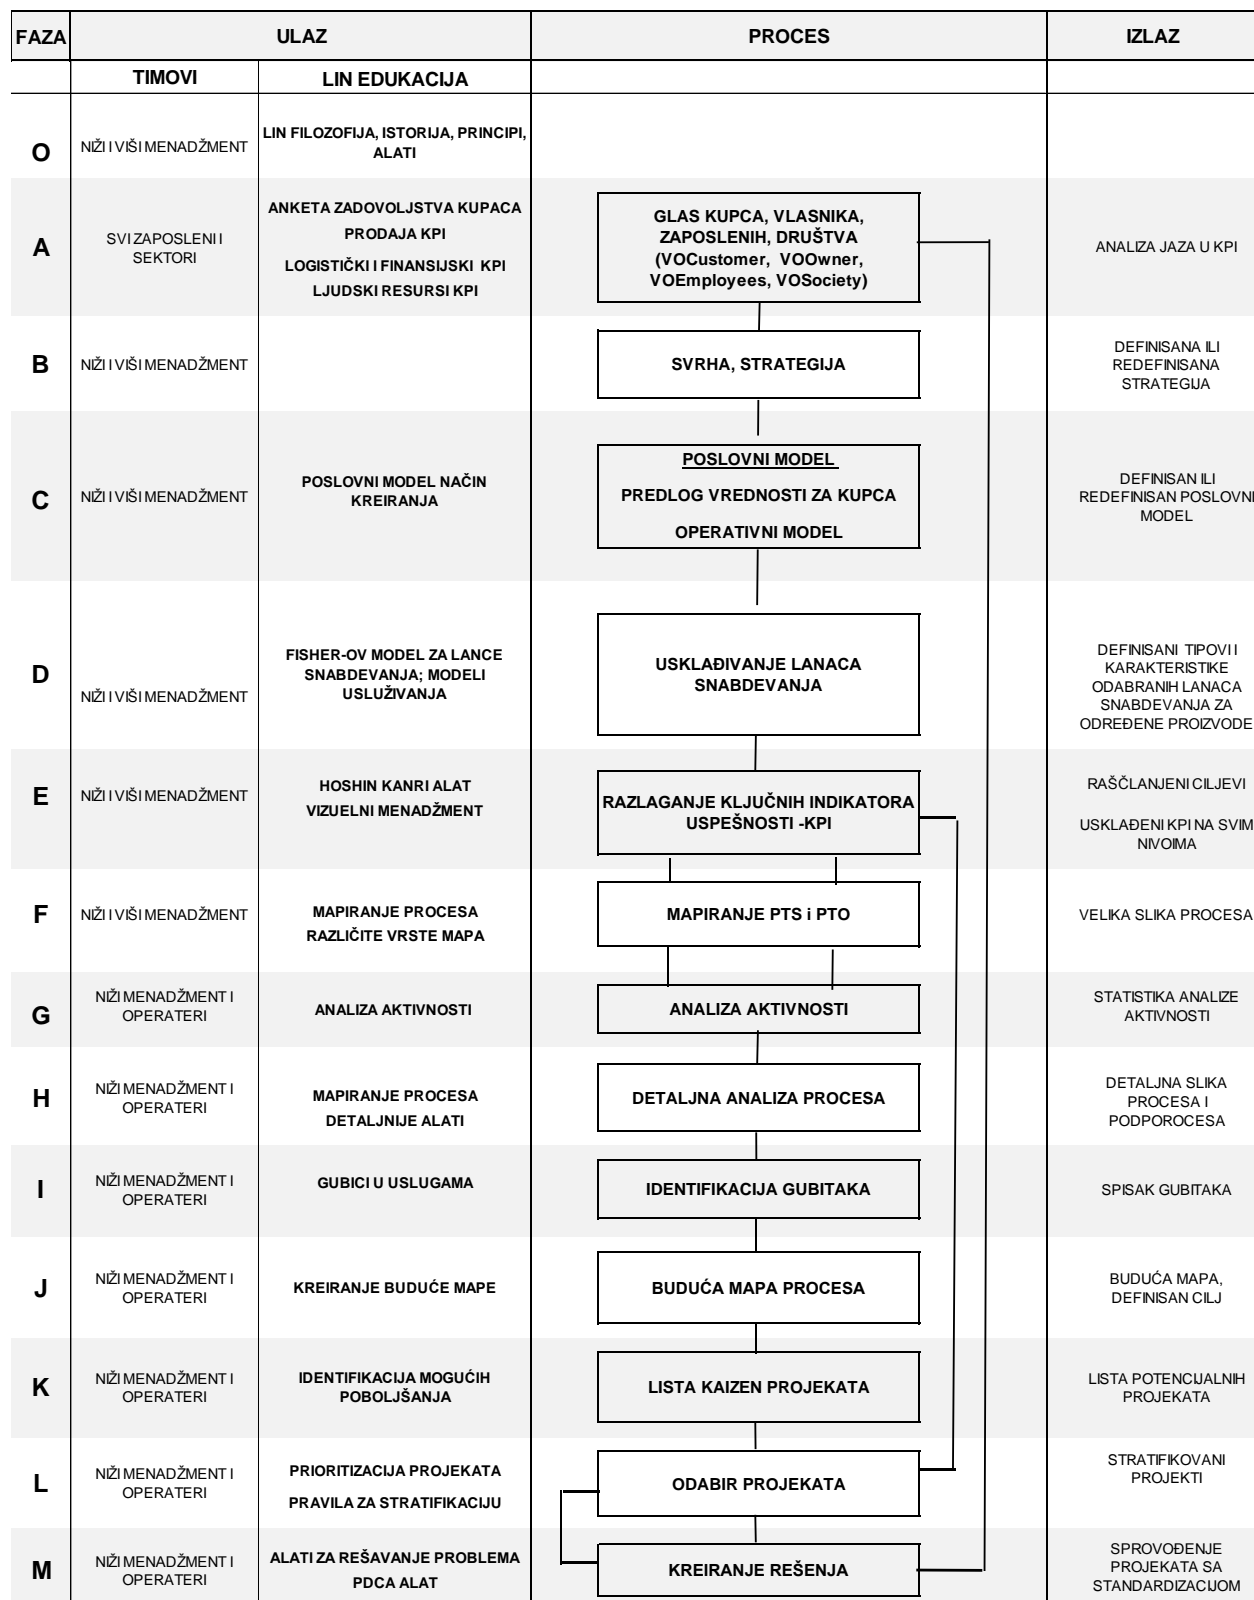 FAZA ULAZ PROCES IZLAZ
TIMOVI LIN EDUKACIJA
O
NIŽI I VIŠI MENADŽMENT
LIN FILOZOFIJA, ISTORIJA, PRINCIPI,
ALATI
A
SVI ZAPOSLENI I
SEKTORI
ANKETA ZADOVOLJSTVA KUPACA
PRODAJA KPI
LOGISTIČKI I FINANSIJSKI KPI
LJUDSKI RESURSI KPI
GLAS KUPCA, VLASNIKA,
ZAPOSLENIH, DRUŠTVA
(VOCustomer, VOOwner,
VOEmployees, VOSociety)
ANALIZA JAZA U KPI
B
NIŽI I VIŠI MENADŽMENT
SVRHA, STRATEGIJA
DEFINISANA ILI
REDEFINISANA
STRATEGIJA
C
NIŽI I VIŠI MENADŽMENT
POSLOVNI MODEL NAČIN
KREIRANJA
POSLOVNI MODEL
PREDLOG VREDNOSTI ZA KUPCA
OPERATIVNI MODEL
DEFINISAN ILI
REDEFINISAN POSLOVNI
MODEL
D
NIŽI I VIŠI MENADŽMENT
FISHER-OV MODEL ZA LANCE
SNABDEVANJA; MODELI
USLUŽIVANJA
USKLAĐIVANJE LANACA
SNABDEVANJA
DEFINISANI TIPOVI I
KARAKTERISTIKE
ODABRANIH LANACA
SNABDEVANJA ZA
ODREĐENE PROIZVODE
E
NIŽI I VIŠI MENADŽMENT
HOSHIN KANRI ALAT
VIZUELNI MENADŽMENT
RAZLAGANJE KLJUČNIH INDIKATORA
USPEŠNOSTI -KPI
RAŠČLANJENI CILJEVI
USKLAĐENI KPI NA SVIM
NIVOIMA
F
NIŽI I VIŠI MENADŽMENT
MAPIRANJE PROCESA
RAZLIČITE VRSTE MAPA
MAPIRANJE PTS i PTO
VELIKA SLIKA PROCESA
G
NIŽI MENADŽMENT I
OPERATERI
ANALIZA AKTIVNOSTI
ANALIZA AKTIVNOSTI
STATISTIKA ANALIZE
AKTIVNOSTI
H
NIŽI MENADŽMENT I
OPERATERI
MAPIRANJE PROCESA
DETALJNIJE ALATI
DETALJNA ANALIZA PROCESA
DETALJNA SLIKA
PROCESA I
PODPOROCESA
I
NIŽI MENADŽMENT I
OPERATERI
GUBICI U USLUGAMA
IDENTIFIKACIJA GUBITAKA
SPISAK GUBITAKA
J
NIŽI MENADŽMENT I
OPERATERI
KREIRANJE BUDUĆE MAPE
BUDUĆA MAPA PROCESA
BUDUĆA MAPA,
DEFINISAN CILJ
K
NIŽI MENADŽMENT I
OPERATERI
IDENTIFIKACIJA MOGUĆIH
POBOLJŠANJA
LISTA KAIZEN PROJEKATA
LISTA POTENCIJALNIH
PROJEKATA
L
NIŽI MENADŽMENT I
OPERATERI
PRIORITIZACIJA PROJEKATA
PRAVILA ZA STRATIFIKACIJU
ODABIR PROJEKATA
STRATIFIKOVANI
PROJEKTI
M
NIŽI MENADŽMENT I
OPERATERI
ALATI ZA REŠAVANJE PROBLEMA
PDCA ALAT
KREIRANJE REŠENJA
SPROVOĐENJE
PROJEKATA SA
STANDARDIZACIJOM